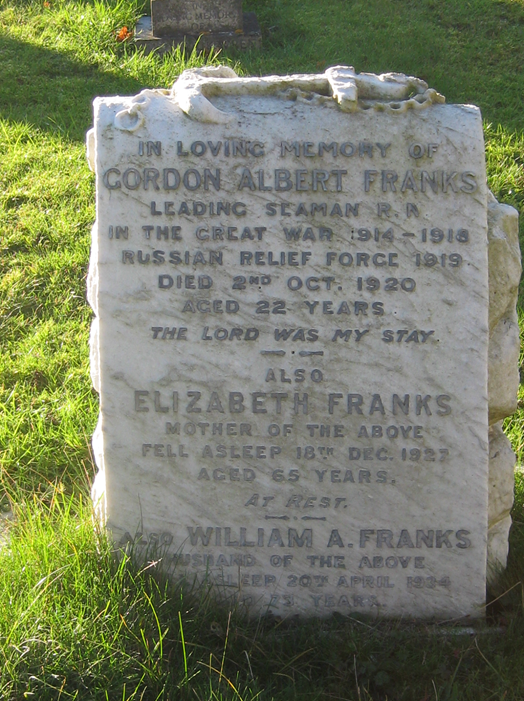 IN LOVING MEMORY OF
GORDON ALBERT FRANKS
LEADING SEAMAN R.N.
IN THE GREAT WAR 1914-1918
RUSSIAN RELIEF FORCE 1919.
DIED 2ND OCT. 1920
AGED 22 YEARS
THE LORD WAS MY STAY.
ALSO
ELIZABETH FRANKS
MOTHER OF THE ABOVE
FELL ASLEEP 18TH DEC. 1927
AGED 65 YEARS.
AT REST.
ALSO WILLIAM A. FRANKS
HUSBAND OF THE ABOVE
20TH APRIL 1934
YEARS